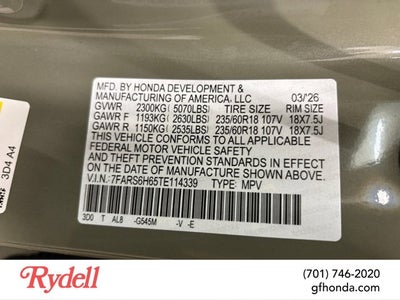 MFD. BY HONDA DEVELOPMENT &
MANUFACTURING OF AMERICA, LLC 03/26
GVWR 2300KG( 5070LBS) TIRE SIZE RIM SIZE
GAWR F 1193KG( 2630LBS) 235/60R18 107V 18X7.5J
GAWR R 1150KG( 2535LBS) 235/60R18 107V 18X7.5J
THIS VEHICLE CONFORMS TO ALL APPLICABLE
FEDERAL MOTOR VEHICLE SAFETY
AND THEFT PREVENTION STANDARDS IN EFFECT
ON THE DATE OF MANUFACTURE SHOWN ABOVE.
V.I.N.: 7FARS6H65TE114339 TYPE: MPV
3D0 T AL8 -G545M -V -E
3D4 A4
Rydell
(701) 746-2020
gfhonda.com